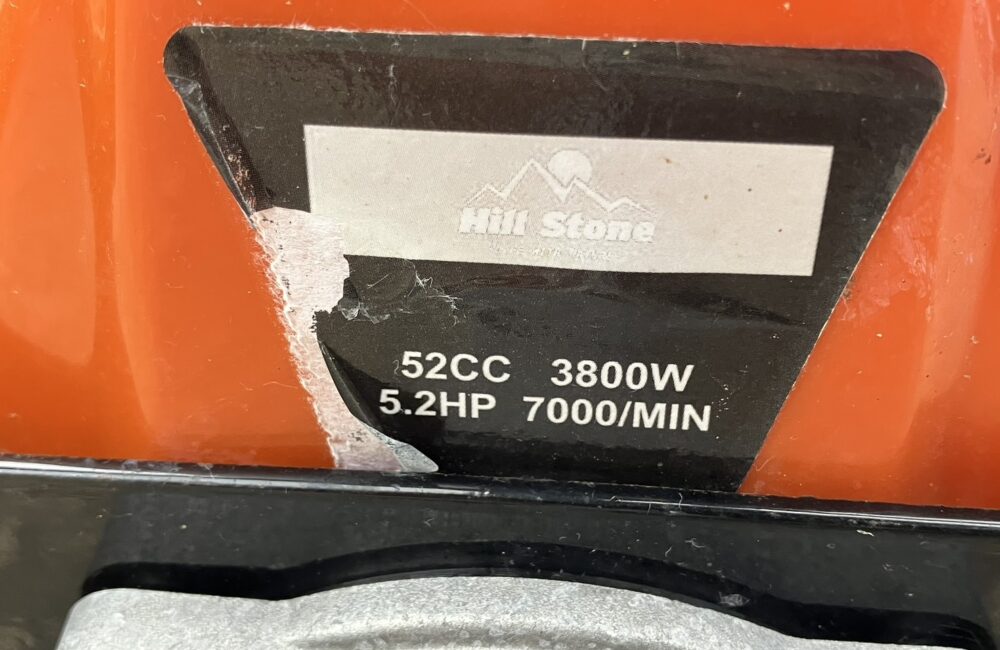 Hill Stone
52CC 3800W
5.2HP 7000/MIN